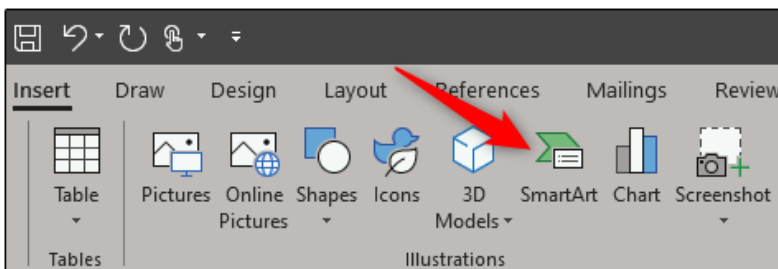 Insert Draw Design Layout References Mailings Review
Table Pictures Online Pictures Shapes Icons 3D Models SmartArt Chart Screenshot
Tables Illustrations